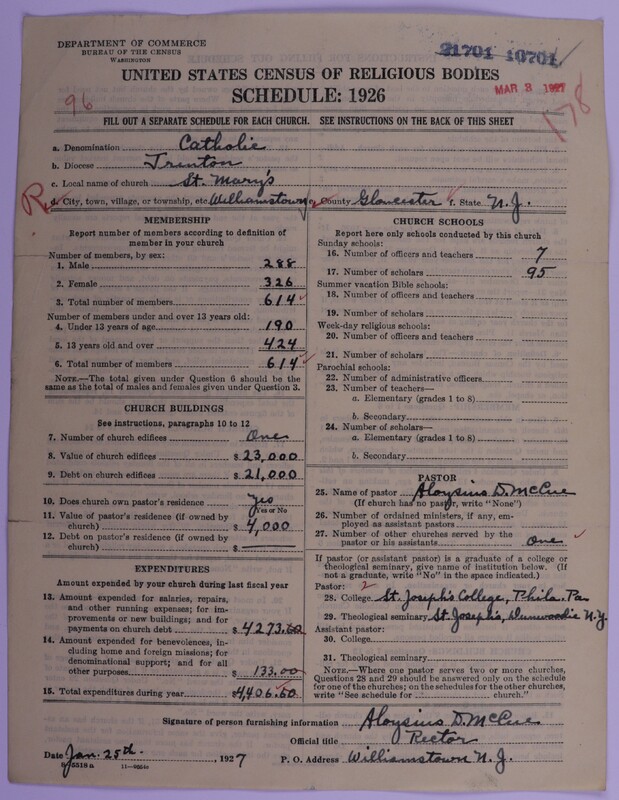 DEPARTMENT OF COMMERCE
BUREAU OF THE CENSUS
WASHINGTON
21701 10701
UNITED STATES CENSUS OF RELIGIOUS BODIES
MAR 3 1927
SCHEDULE: 1926
96
178
FILL OUT A SEPARATE SCHEDULE FOR EACH CHURCH. SEE INSTRUCTIONS ON THE BACK OF THIS SHEET
a. Denomination Catholic
b. Diocese Trenton
c. Local name of church St. Mary's
d. City, town, village, or township, etc. Williamstown e. County Gloucester f. State N.J.
R
MEMBERSHIP
Report number of members according to definition of
member in your church
Number of members, by sex:
1. Male 288
2. Female 326
3. Total number of members 614
Number of members under and over 13 years old:
4. Under 13 years of age 190
5. 13 years old and over 424
6. Total number of members 614
NOTE.—The total given under Question 6 should be
same as the total of males and females given under Question 3.
CHURCH BUILDINGS
See instructions, paragraphs 10 to 12
7. Number of church edifices One
8. Value of church edifices $ 23,000
9. Debt on church edifices $ 21,000
10. Does church own pastor's residence Yes
Yes or No
11. Value of pastor's residence (if owned by
church) $ 4,000
12. Debt on pastor's residence (if owned by
church) $ —
EXPENDITURES
Amount expended by your church during last fiscal year
13. Amount expended for salaries, repairs,
and other running expenses; for im-
provements or new buildings; and for
payments on church debt $ 4273.60
14. Amount expended for benevolences, in-
cluding home and foreign missions; for
denominational support; and for all
other purposes $ 133.00
15. Total expenditures during year $4,406.60
CHURCH SCHOOLS
Report here only schools conducted by this church
Sunday schools:
16. Number of officers and teachers 7
17. Number of scholars 95
Summer vacation Bible schools:
18. Number of officers and teachers
19. Number of scholars
Week-day religious schools:
20. Number of officers and teachers
21. Number of scholars
Parochial schools:
22. Number of administrative officers
23. Number of teachers—
a. Elementary (grades 1 to 8)
b. Secondary
24. Number of scholars—
a. Elementary (grades 1 to 8)
b. Secondary
PASTOR
25. Name of pastor Aloysius D. McCue
(If church has no pastor, write "None")
26. Number of ordained ministers, if any, em-
ployed as assistant pastors
27. Number of other churches served by the
pastor or his assistants One
If pastor (or assistant pastor) is a graduate of a college or
theological seminary, give name of institution below. (If
not a graduate, write "No" in the space indicated.)
Pastor: 2
28. College St. Joseph's College, Phila. Pa.
29. Theological seminary St. Joseph's, Dunwoodie N.Y.
Assistant pastor:
30. College
31. Theological seminary
NOTE.—Where one pastor serves two or more churches,
Questions 28 and 29 should be answered only on the schedule
for one of the churches; on the schedules for the other churches,
write "See schedule for church."
Signature of person furnishing information Aloysius D. McCue
Official title Rector
Date Jan. 25th. 1927 P. O. Address Williamstown N.J.